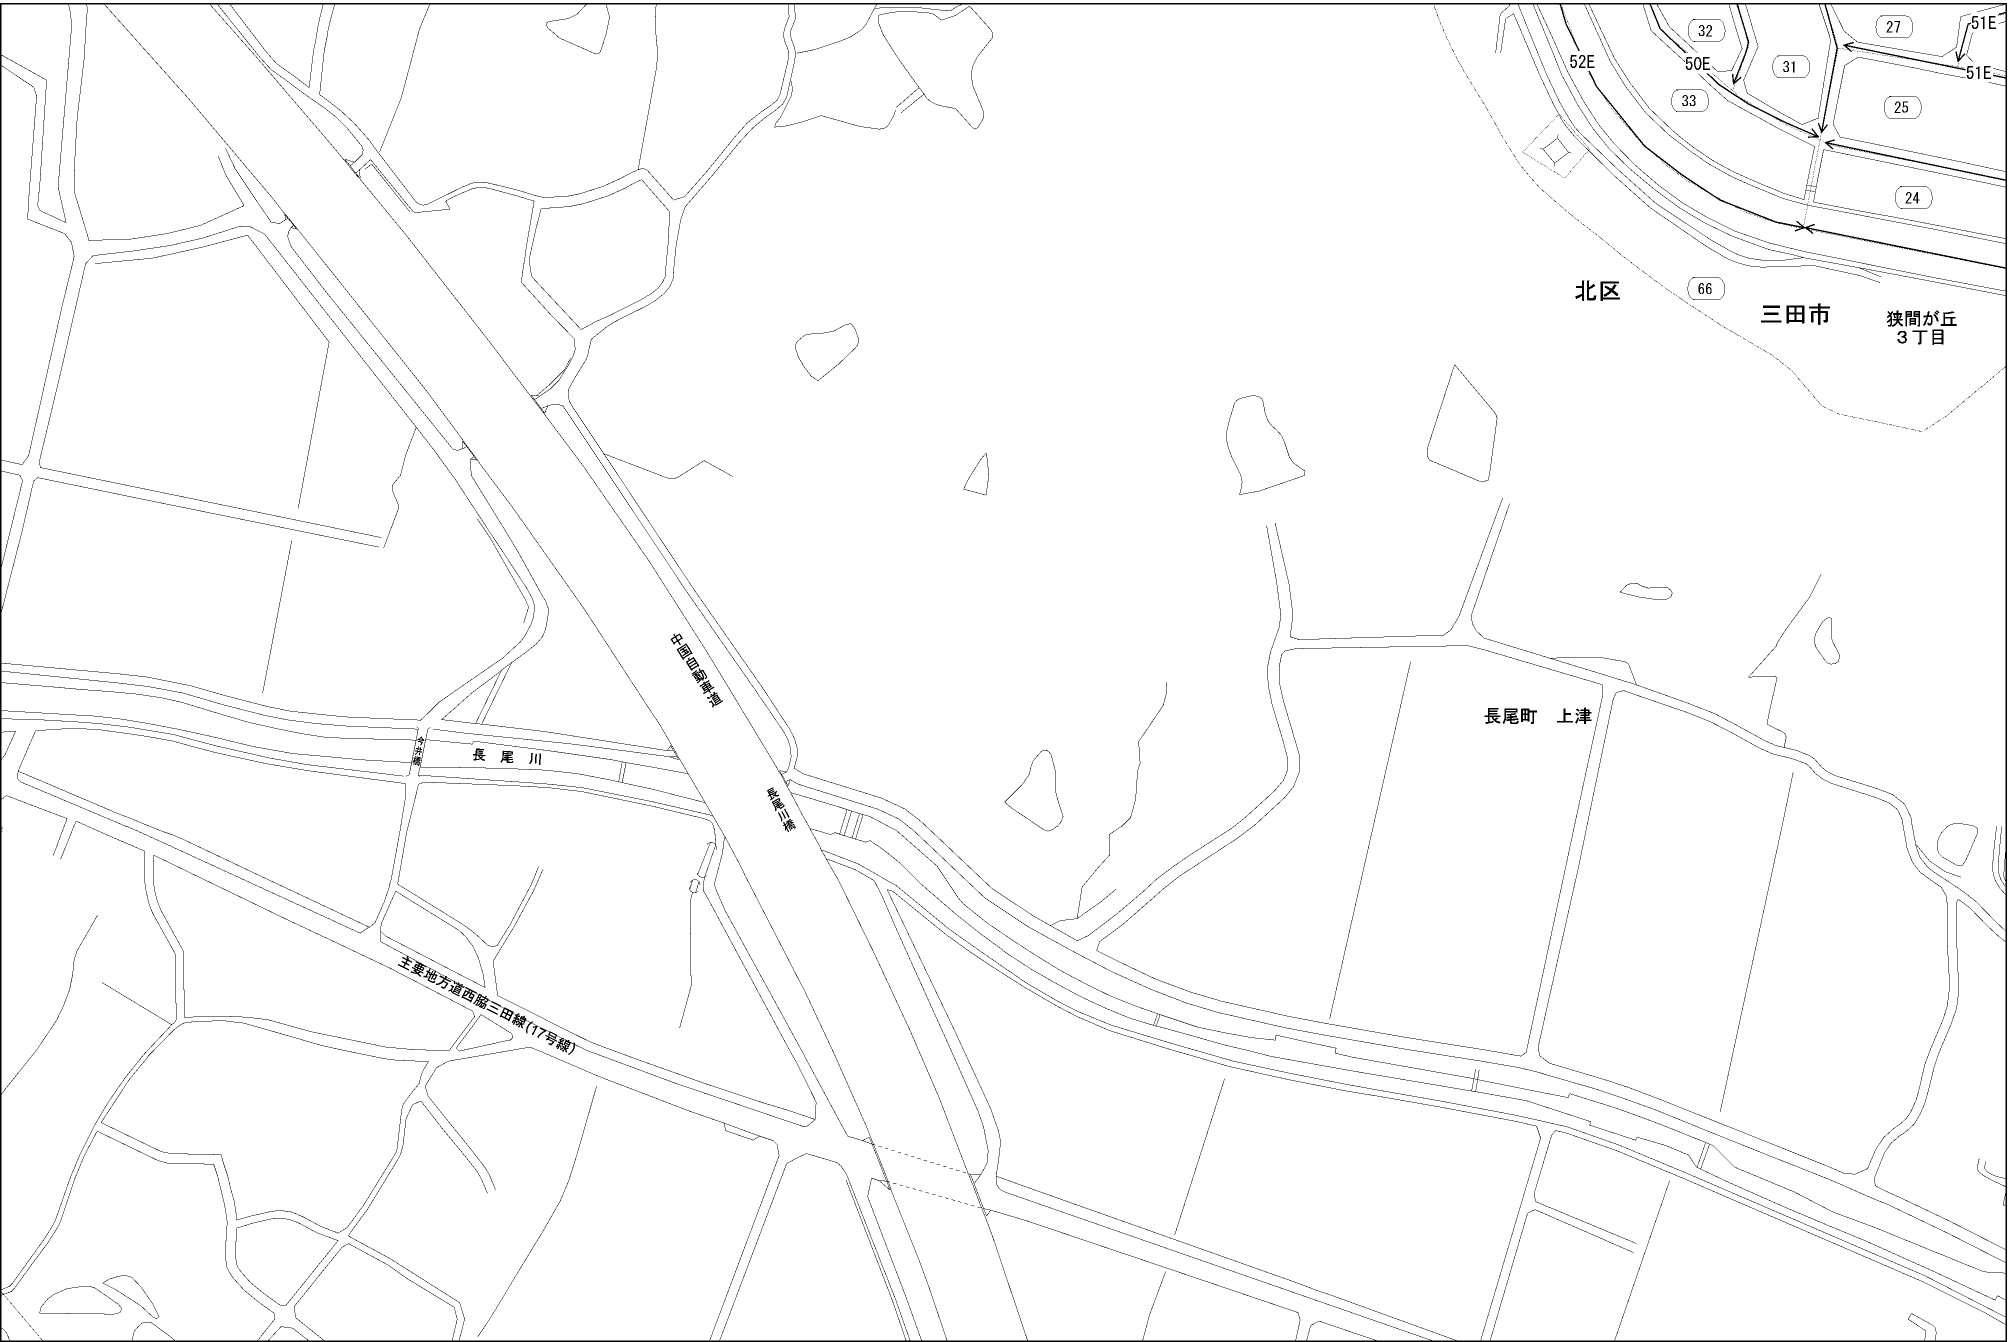 27
51E
32
52E
50E
31
51E
33
25
24
北区
66
三田市
狭間が丘
３丁目
中国自動車道
長尾町　上津
今井橋
長　尾　川
長尾川橋
主要地方道西脇三田線(17号線)